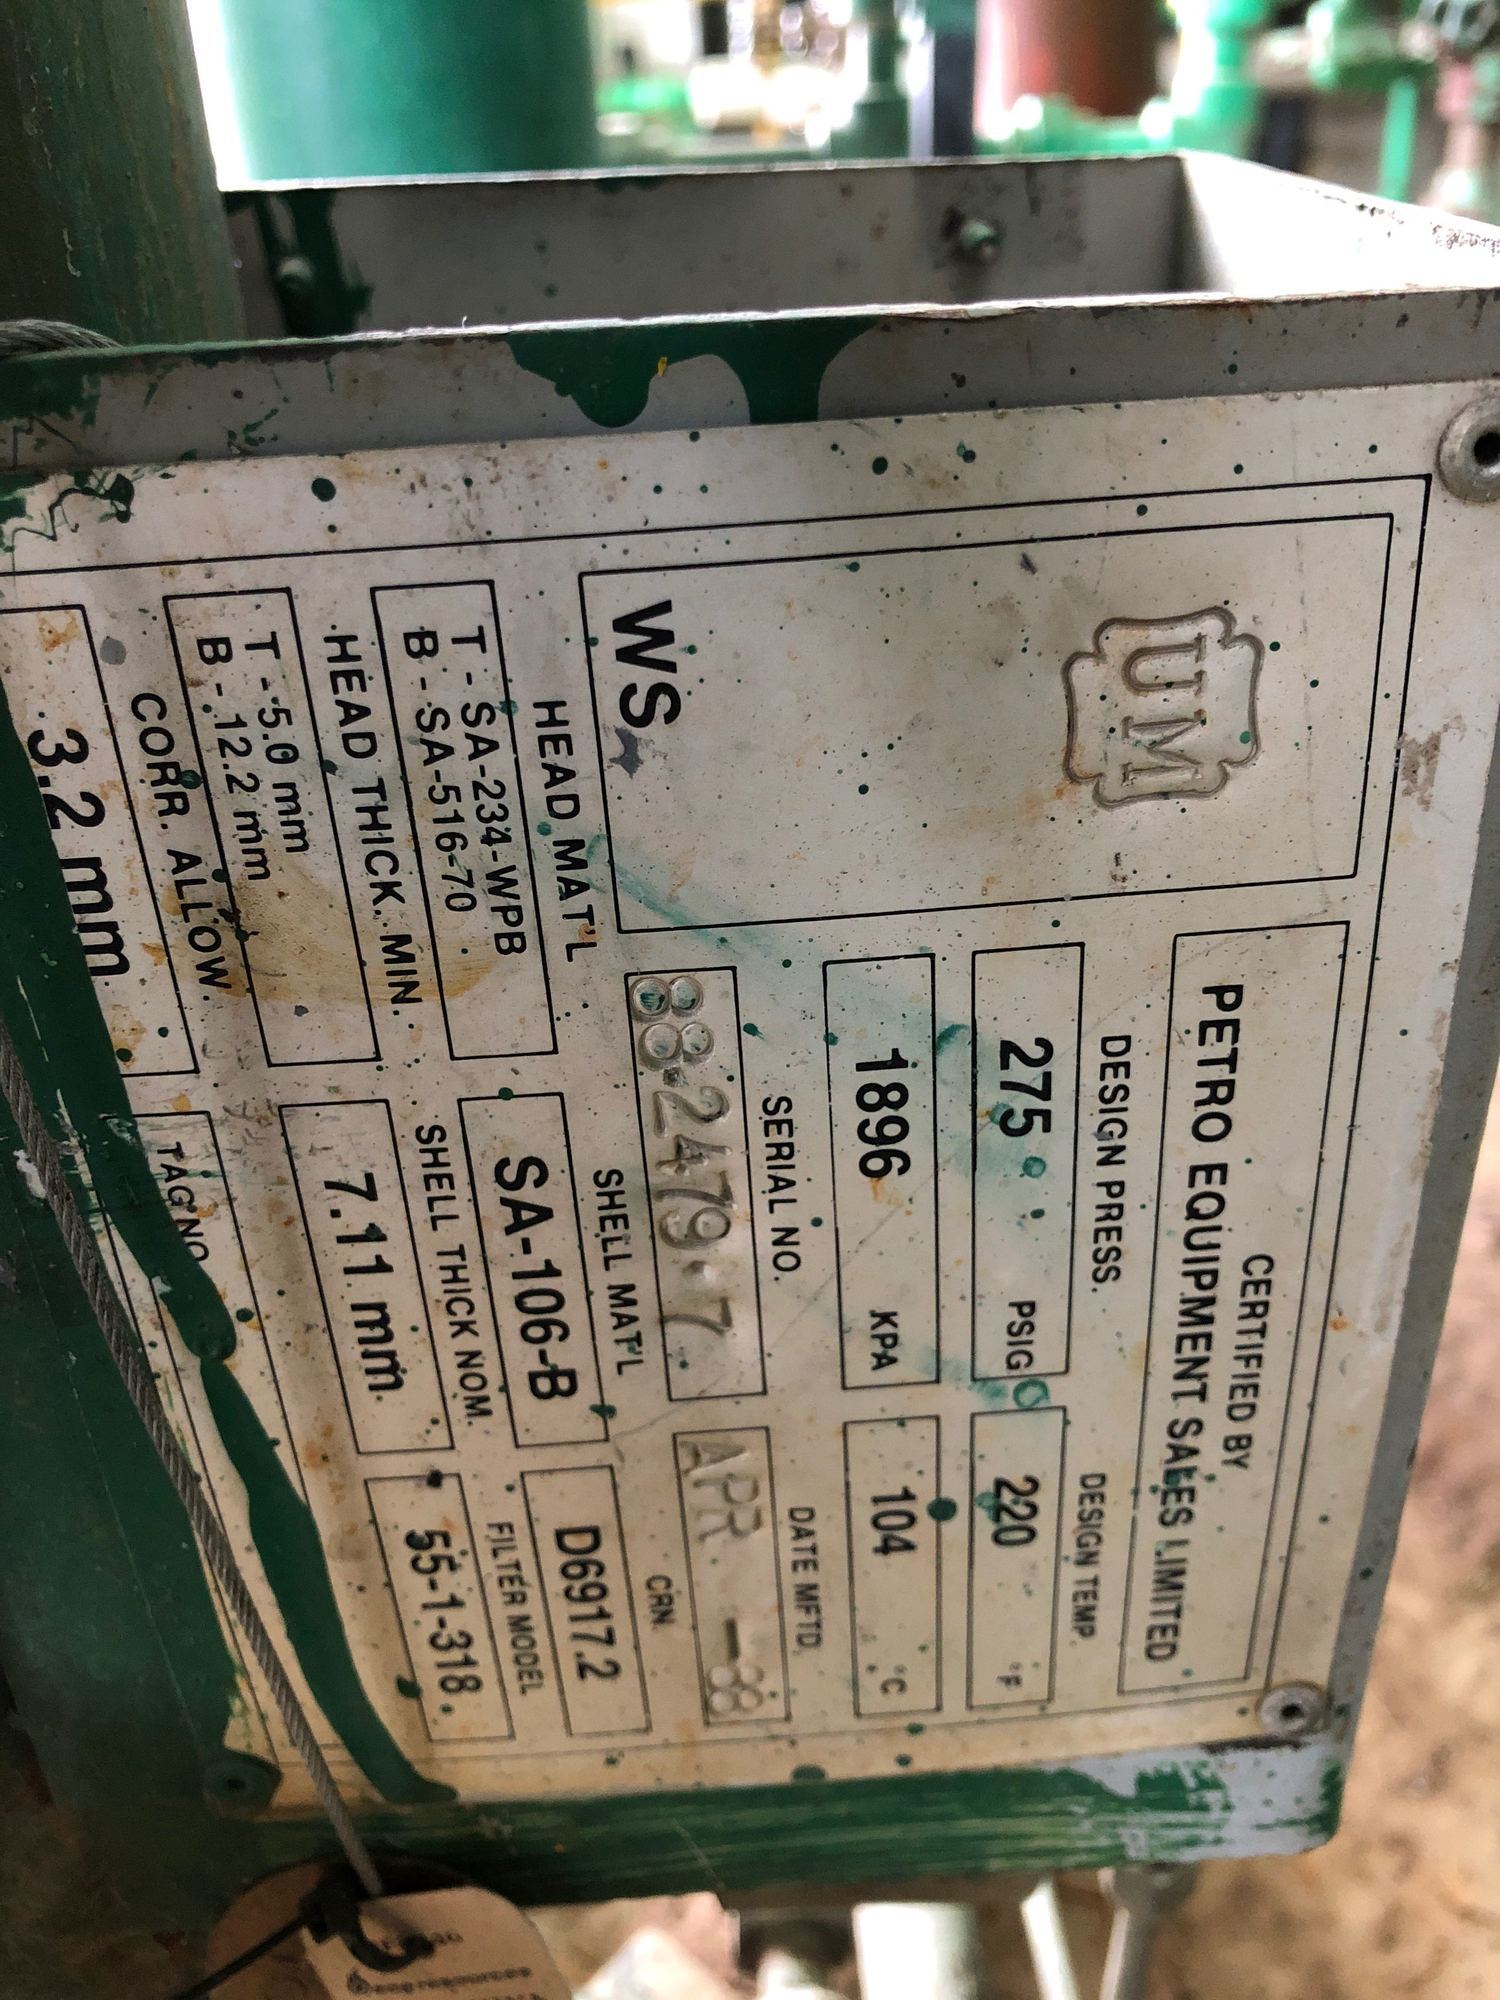 UM
WS
CERTIFIED BY
PETRO EQUIPMENT SALES LIMITED
DESIGN PRESS.
275 PSIG
1896 KPA
DESIGN TEMP.
220 °F
104 °C
SERIAL NO.
88-2479-7
DATE MFTD.
APR - 88
HEAD MAT'L
T - SA-234-WPB
B - SA-516-70
SHELL MAT'L
SA-106-B
CRN.
D6917.2
HEAD THICK. MIN.
T - 5.0 mm
B - 12.2 mm
SHELL THICK NOM.
7.11 mm
FILTER MODEL
55-1-318
CORR. ALLOW.
3.2 mm
TAG NO.